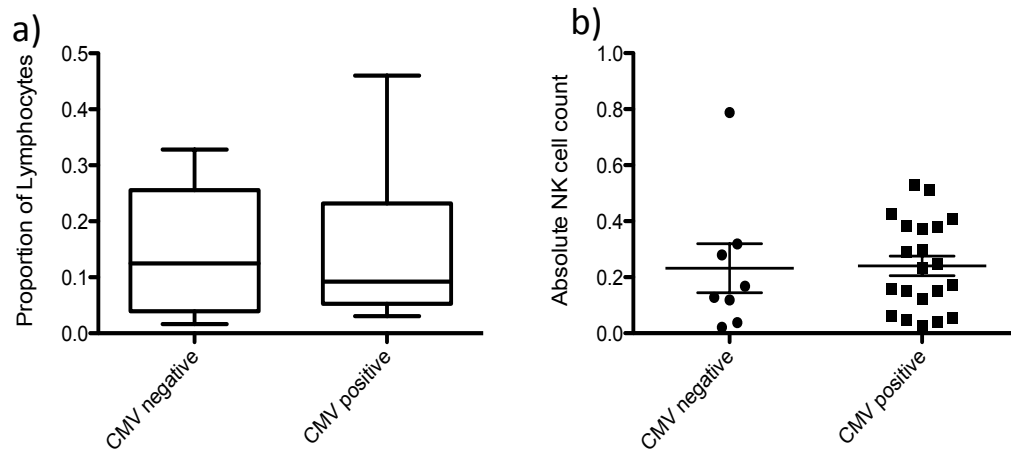 a)
Proportion of Lymphocytes
0.5
0.4
0.3
0.2
0.1
0.0
CMV negative
CMV positive
b)
Absolute NK cell count
1.0
0.8
0.6
0.4
0.2
0.0
CMV negative
CMV positive